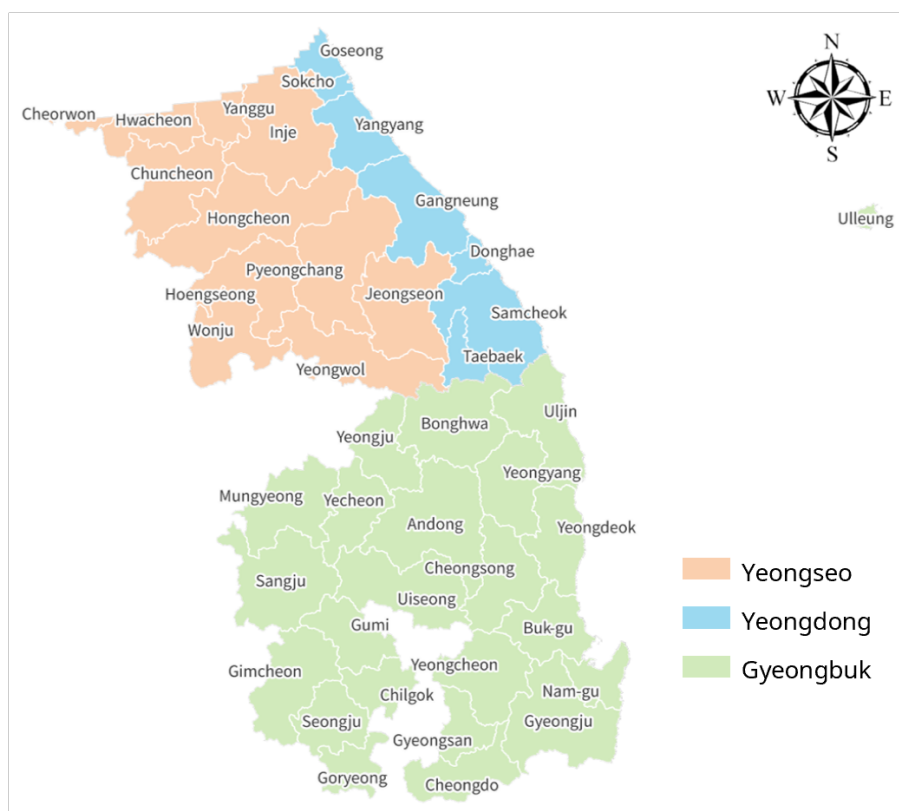 N
Goseong
Sokcho
W
E
Yanggu
Cheorwon
Hwacheon
Yangyang
Inje
S
Chuncheon
Gangneung
Hongcheon
Ulleung
Donghae
Pyeongchang
Hoengseong
Jeongseon
Samcheok
Wonju
Taebaek
Yeongwol
Uljin
Bonghwa
Yeongju
Yeongyang
Mungyeong
Yecheon
Andong
Yeongdeok
Cheongsong
Yeongseo
Sangju
Uiseong
Yeongdong
Gumi
Buk-gu
Yeongcheon
Gimcheon
Gyeongbuk
Nam-gu
Chilgok
Seongju
Gyeongju
Gyeongsan
Goryeong
Cheongdo